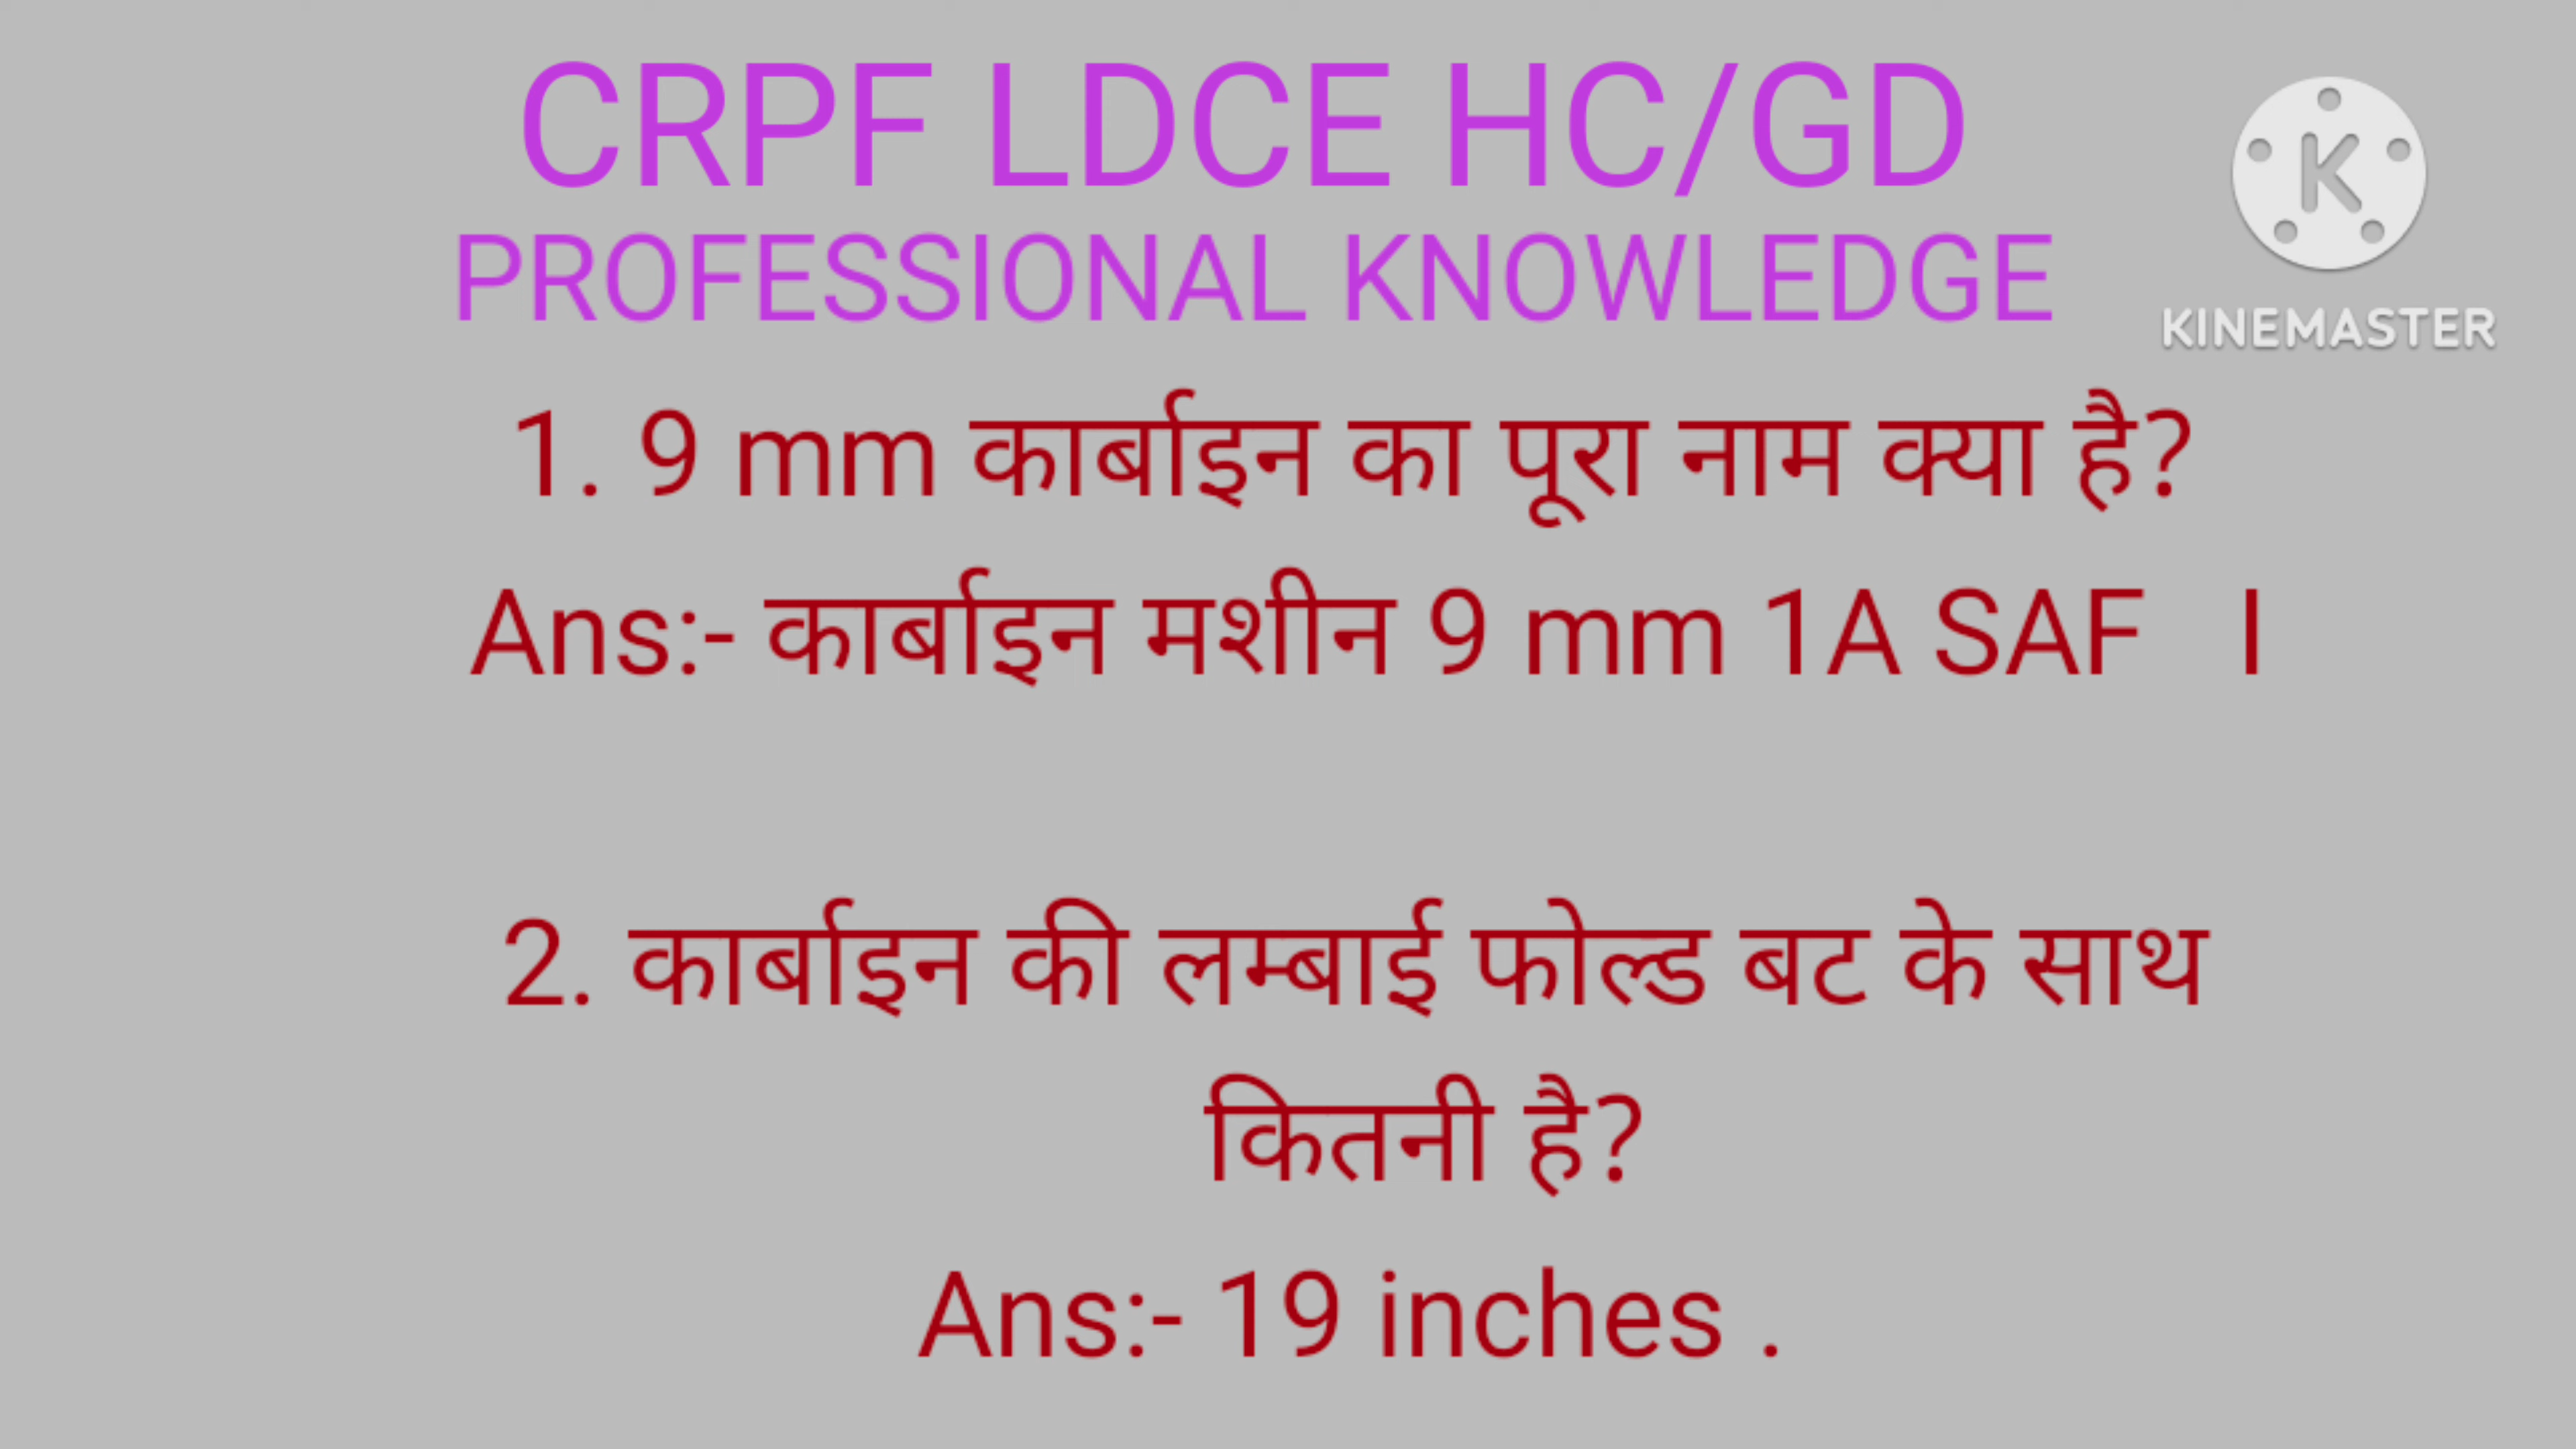 CRPF LDCE HC/GD
PROFESSIONAL KNOWLEDGE
KINEMASTER
1. 9 mm कार्बाइन का पूरा नाम क्या है?
Ans:- कार्बाइन मशीन 9 mm 1A SAF   I
2. कार्बाइन की लम्बाई फोल्ड बट के साथ
कितनी है?
Ans:- 19 inches .